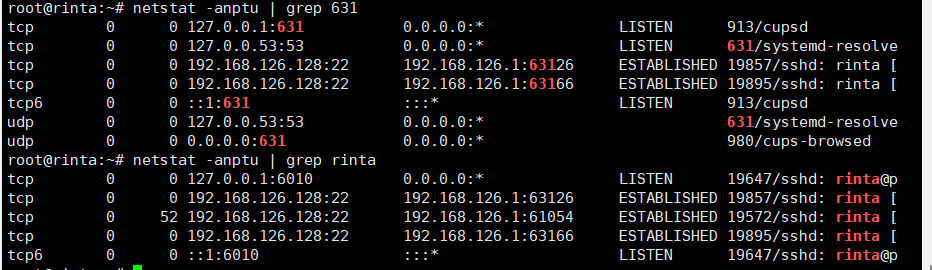 root@rinta:~# netstat -anptu | grep 631
tcp        0      0 127.0.0.1:631           0.0.0.0:*               LISTEN      913/cupsd
tcp        0      0 127.0.0.53:53           0.0.0.0:*               LISTEN      631/systemd-resolve
tcp        0      0 192.168.126.128:22      192.168.126.1:63126     ESTABLISHED 19857/sshd: rinta [
tcp        0      0 192.168.126.128:22      192.168.126.1:63166     ESTABLISHED 19895/sshd: rinta [
tcp6       0      0 ::1:631                 :::*                    LISTEN      913/cupsd
udp        0      0 127.0.0.53:53           0.0.0.0:*                           631/systemd-resolve
udp        0      0 0.0.0.0:631             0.0.0.0:*                           980/cups-browsed
root@rinta:~# netstat -anptu | grep rinta
tcp        0      0 127.0.0.1:6010          0.0.0.0:*               LISTEN      19647/sshd: rinta@p
tcp        0      0 192.168.126.128:22      192.168.126.1:63126     ESTABLISHED 19857/sshd: rinta [
tcp        0     52 192.168.126.128:22      192.168.126.1:61054     ESTABLISHED 19572/sshd: rinta [
tcp        0      0 192.168.126.128:22      192.168.126.1:63166     ESTABLISHED 19895/sshd: rinta [
tcp6       0      0 ::1:6010                :::*                    LISTEN      19647/sshd: rinta@p